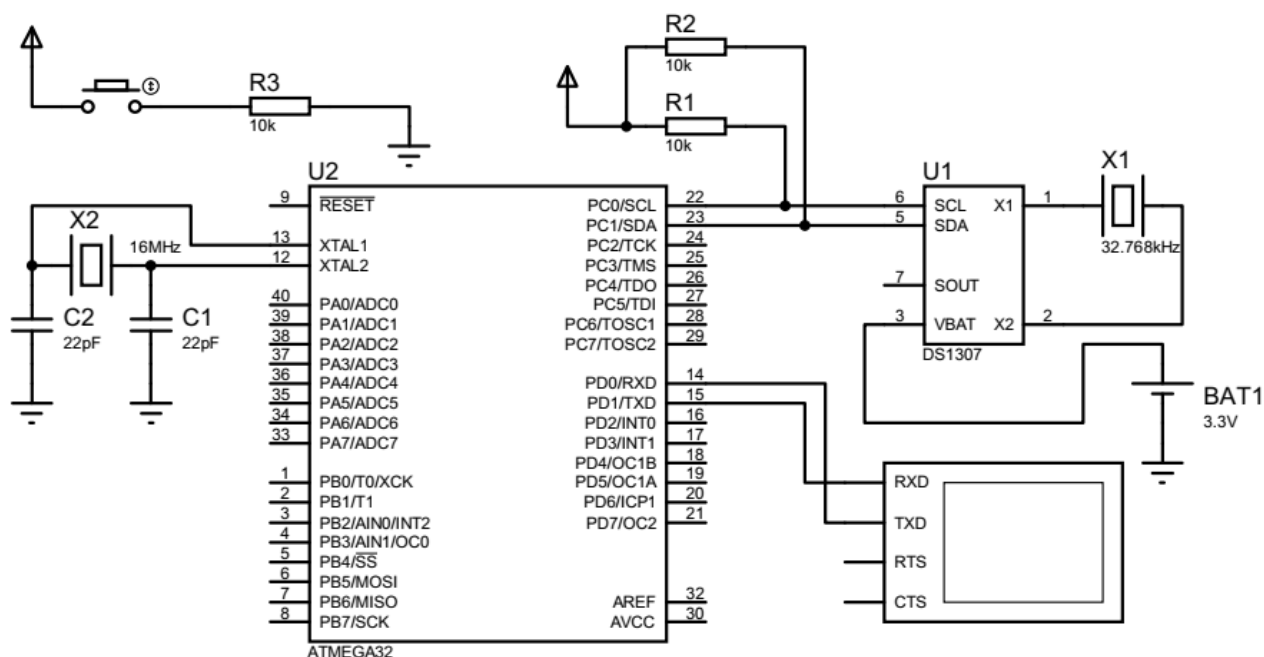 R3
10k
R2
10k
R1
10k
X2
16MHz
C2
22pF
C1
22pF
U2
9 RESET
13 XTAL1
12 XTAL2
40 PA0/ADC0
39 PA1/ADC1
38 PA2/ADC2
37 PA3/ADC3
36 PA4/ADC4
35 PA5/ADC5
34 PA6/ADC6
33 PA7/ADC7
1 PB0/T0/XCK
2 PB1/T1
3 PB2/AIN0/INT2
4 PB3/AIN1/OC0
5 PB4/SS
6 PB5/MOSI
7 PB6/MISO
8 PB7/SCK
PC0/SCL 22
PC1/SDA 23
PC2/TCK 24
PC3/TMS 25
PC4/TDO 26
PC5/TDI 27
PC6/TOSC1 28
PC7/TOSC2 29
PD0/RXD 14
PD1/TXD 15
PD2/INT0 16
PD3/INT1 17
PD4/OC1B 18
PD5/OC1A 19
PD6/ICP1 20
PD7/OC2 21
AREF 32
AVCC 30
ATMEGA32
U1
6 SCL X1 1
5 SDA
7 SOUT
3 VBAT X2 2
DS1307
X1
32.768kHz
BAT1
3.3V
RXD
TXD
RTS
CTS